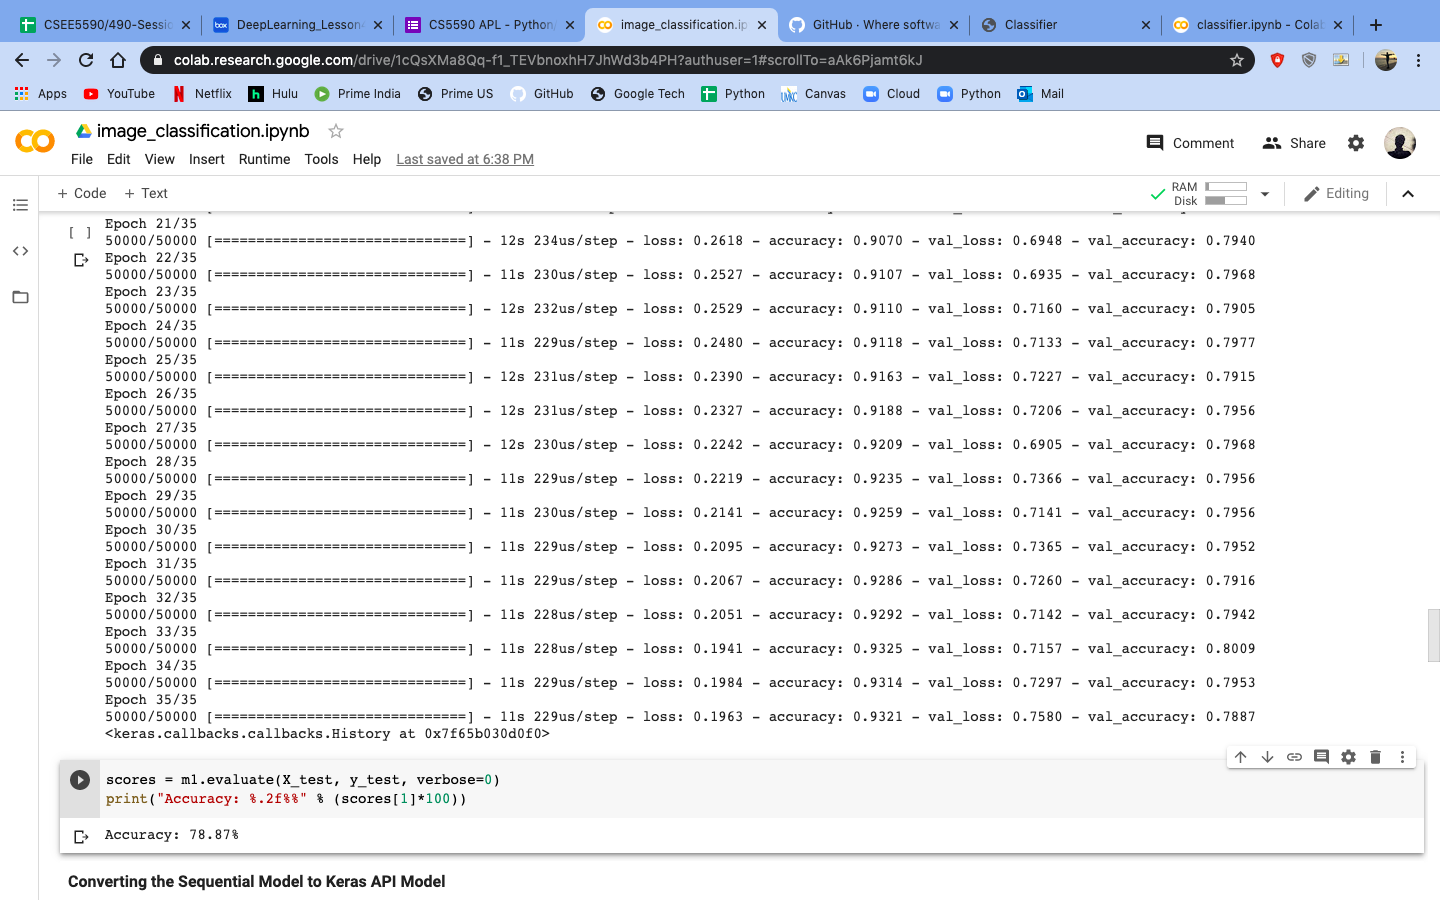 CSEE5590/490-Sessi
DeepLearning_Lesson
CS5590 APL - Python
image_classification.ip
GitHub · Where softwa
Classifier
classifier.ipynb - Colab
colab.research.google.com/drive/1cQsXMa8Qq-f1_TEVbnoxhH7JhWd3b4PH?authuser=1#scrollTo=aAk6Pjamt6kJ
Apps YouTube Netflix Hulu Prime India Prime US GitHub Google Tech Python Canvas Cloud Python Mail
image_classification.ipynb
File Edit View Insert Runtime Tools Help Last saved at 6:38 PM
Comment Share
+ Code + Text
RAM
Disk
Editing
Epoch 21/35
[ ]
50000/50000 [==============================] - 12s 234us/step - loss: 0.2618 - accuracy: 0.9070 - val_loss: 0.6948 - val_accuracy: 0.7940
Epoch 22/35
50000/50000 [==============================] - 11s 230us/step - loss: 0.2527 - accuracy: 0.9107 - val_loss: 0.6935 - val_accuracy: 0.7968
Epoch 23/35
50000/50000 [==============================] - 12s 232us/step - loss: 0.2529 - accuracy: 0.9110 - val_loss: 0.7160 - val_accuracy: 0.7905
Epoch 24/35
50000/50000 [==============================] - 11s 229us/step - loss: 0.2480 - accuracy: 0.9118 - val_loss: 0.7133 - val_accuracy: 0.7977
Epoch 25/35
50000/50000 [==============================] - 12s 231us/step - loss: 0.2390 - accuracy: 0.9163 - val_loss: 0.7227 - val_accuracy: 0.7915
Epoch 26/35
50000/50000 [==============================] - 12s 231us/step - loss: 0.2327 - accuracy: 0.9188 - val_loss: 0.7206 - val_accuracy: 0.7956
Epoch 27/35
50000/50000 [==============================] - 12s 230us/step - loss: 0.2242 - accuracy: 0.9209 - val_loss: 0.6905 - val_accuracy: 0.7968
Epoch 28/35
50000/50000 [==============================] - 11s 229us/step - loss: 0.2219 - accuracy: 0.9235 - val_loss: 0.7366 - val_accuracy: 0.7956
Epoch 29/35
50000/50000 [==============================] - 11s 230us/step - loss: 0.2141 - accuracy: 0.9259 - val_loss: 0.7141 - val_accuracy: 0.7956
Epoch 30/35
50000/50000 [==============================] - 11s 229us/step - loss: 0.2095 - accuracy: 0.9273 - val_loss: 0.7365 - val_accuracy: 0.7952
Epoch 31/35
50000/50000 [==============================] - 11s 229us/step - loss: 0.2067 - accuracy: 0.9286 - val_loss: 0.7260 - val_accuracy: 0.7916
Epoch 32/35
50000/50000 [==============================] - 11s 228us/step - loss: 0.2051 - accuracy: 0.9292 - val_loss: 0.7142 - val_accuracy: 0.7942
Epoch 33/35
50000/50000 [==============================] - 11s 228us/step - loss: 0.1941 - accuracy: 0.9325 - val_loss: 0.7157 - val_accuracy: 0.8009
Epoch 34/35
50000/50000 [==============================] - 11s 229us/step - loss: 0.1984 - accuracy: 0.9314 - val_loss: 0.7297 - val_accuracy: 0.7953
Epoch 35/35
50000/50000 [==============================] - 11s 229us/step - loss: 0.1963 - accuracy: 0.9321 - val_loss: 0.7580 - val_accuracy: 0.7887
<keras.callbacks.callbacks.History at 0x7f65b030d0f0>
scores = m1.evaluate(X_test, y_test, verbose=0)
print("Accuracy: %.2f%%" % (scores[1]*100))
Accuracy: 78.87%
Converting the Sequential Model to Keras API Model